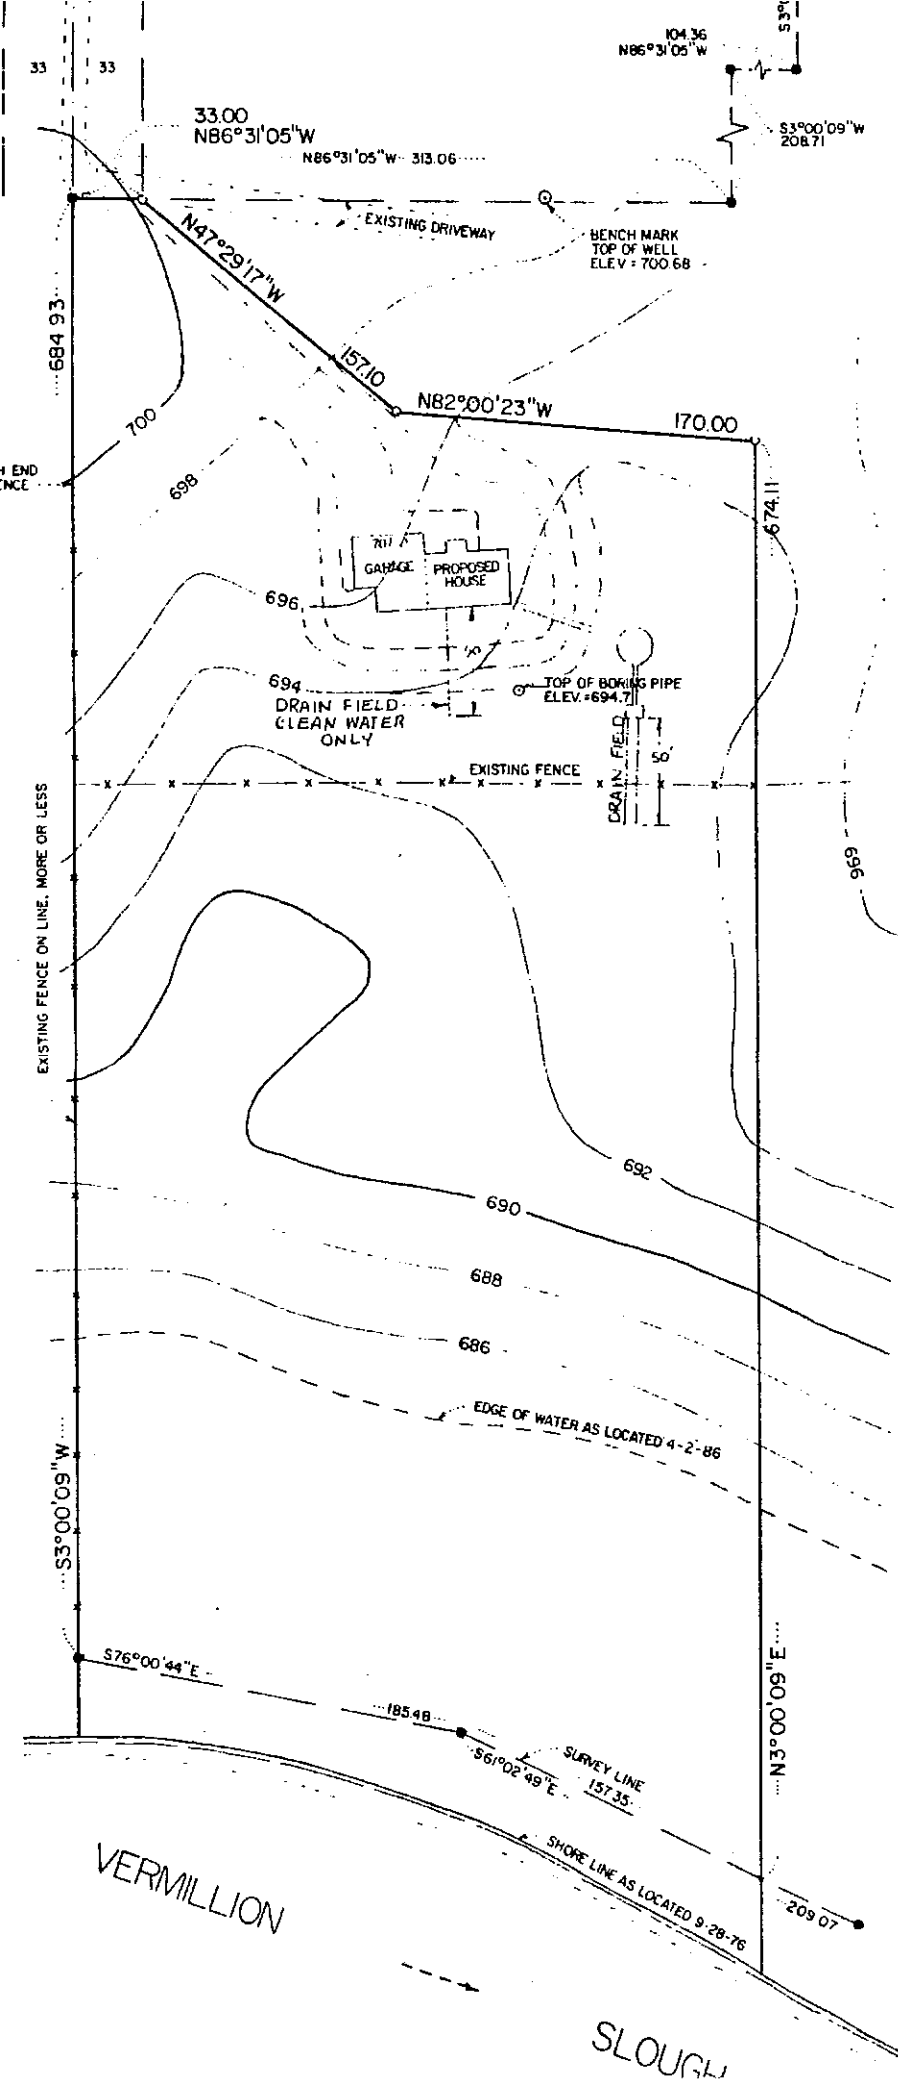 104.36
N86°31'05"W
33
33
33.00
N86°31'05"W
S3°00'09"W
208.71
N86°31'05"W 313.06
EXISTING DRIVEWAY
BENCH MARK
TOP OF WELL
ELEV = 700.68
N47°29'17"W
157.10
684.93
N82°00'23"W
170.00
700
H END
698
674.11
GARAGE
PROPOSED
HOUSE
696
694
DRAIN FIELD
CLEAN WATER
ONLY
TOP OF BORING PIPE
ELEV.=694.7
DRAIN FIELD
50'
EXISTING FENCE
EXISTING FENCE ON LINE, MORE OR LESS
696
692
690
688
686
EDGE OF WATER AS LOCATED 4-2-86
S3°00'09"W
S76°00'44"E
185.48
S61°02'49"E
SURVEY LINE
157.35
N3°00'09"E
SHORE LINE AS LOCATED 9-28-76
209.07
VERMILLION
SLOUGH